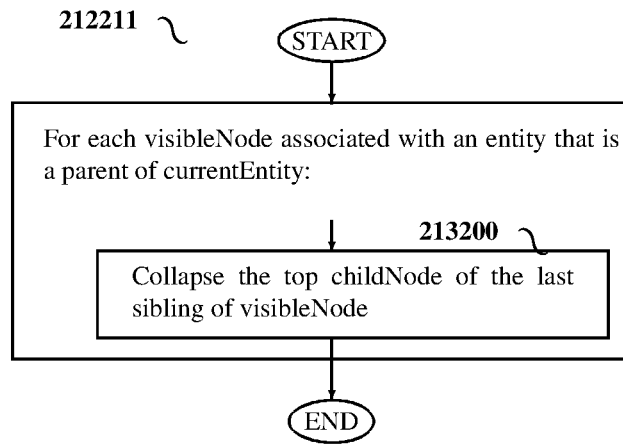 212211
START
For each visibleNode associated with an entity that is
a parent of currentEntity:
213200
Collapse the top childNode of the last
sibling of visibleNode
END